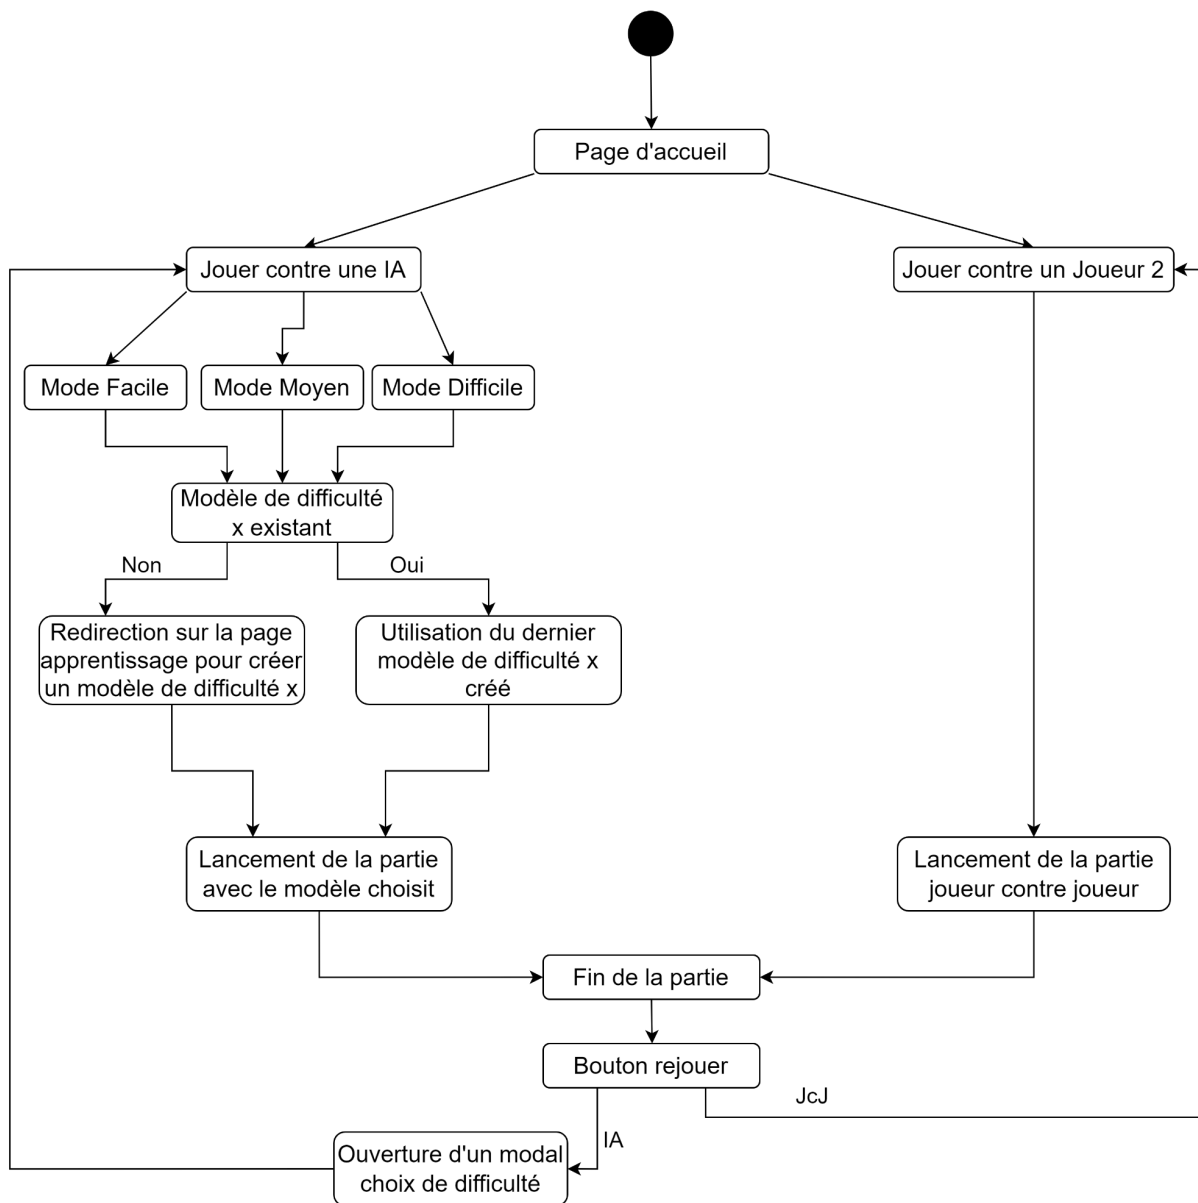 Page d'accueil
Jouer contre une IA
Jouer contre un Joueur 2
Mode Facile
Mode Moyen
Mode Difficile
Modèle de difficulté
x existant
Non
Oui
Redirection sur la page
apprentissage pour créer
un modèle de difficulté x
Utilisation du dernier
modèle de difficulté x
créé
Lancement de la partie
avec le modèle choisit
Lancement de la partie
joueur contre joueur
Fin de la partie
Bouton rejouer
JcJ
IA
Ouverture d'un modal
choix de difficulté